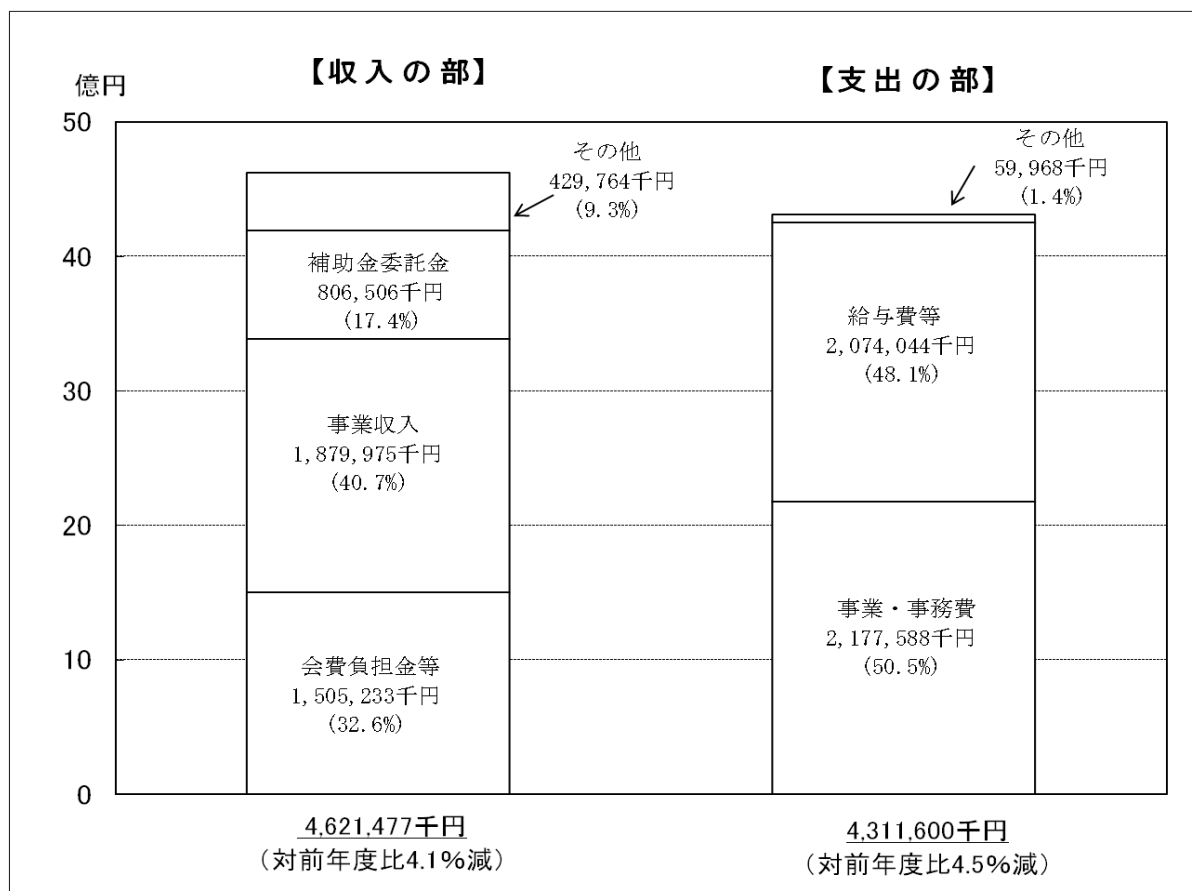 【収入の部】
【支出の部】
億円
50
40
30
20
10
0
その他
429,764千円
(9.3%)
補助金委託金
806,506千円
(17.4%)
事業収入
1,879,975千円
(40.7%)
会費負担金等
1,505,233千円
(32.6%)
4,621,477千円
（対前年度比4.1%減）
その他
59,968千円
(1.4%)
給与費等
2,074,044千円
(48.1%)
事業・事務費
2,177,588千円
(50.5%)
4,311,600千円
（対前年度比4.5%減）